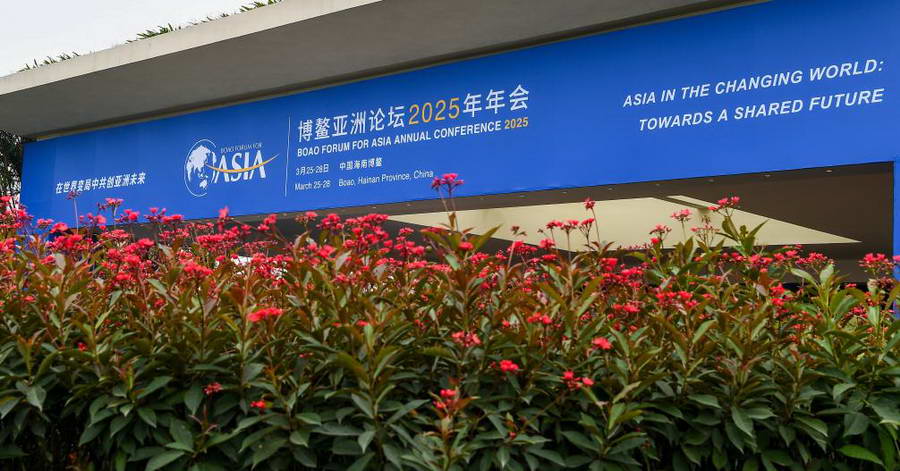 在世界变局中共创亚洲未来
BOAO FORUM FOR
ASIA
博鳌亚洲论坛2025年年会
BOAO FORUM FOR ASIA ANNUAL CONFERENCE 2025
3月25-28日 中国海南博鳌
March 25-28 Boao, Hainan Province, China
ASIA IN THE CHANGING WORLD:
TOWARDS A SHARED FUTURE